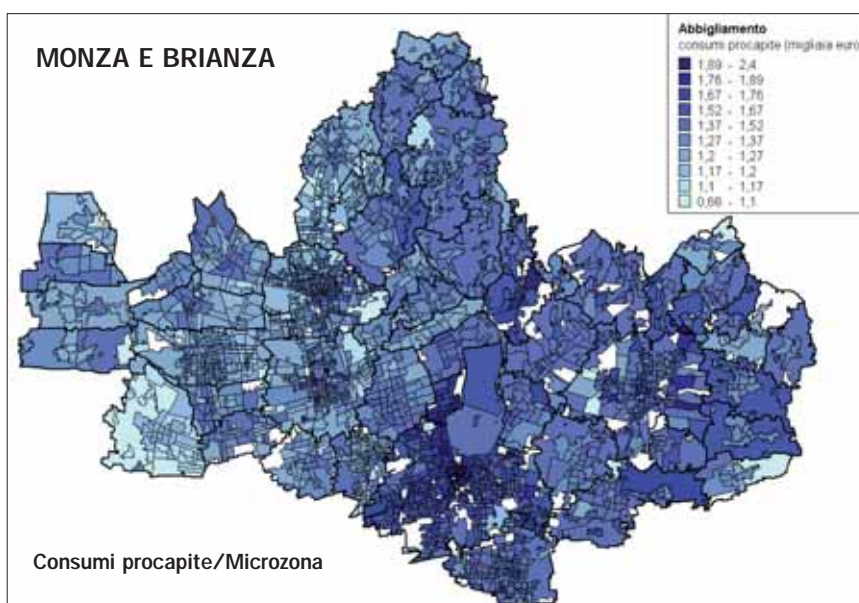 MONZA E BRIANZA
Abbigliamento
consumi procapite (migliaia euro)
1,89 - 2,4
1,76 - 1,89
1,67 - 1,76
1,52 - 1,67
1,37 - 1,52
1,27 - 1,37
1,2 - 1,27
1,17 - 1,2
1,1 - 1,17
0,66 - 1,1
Consumi procapite/Microzona